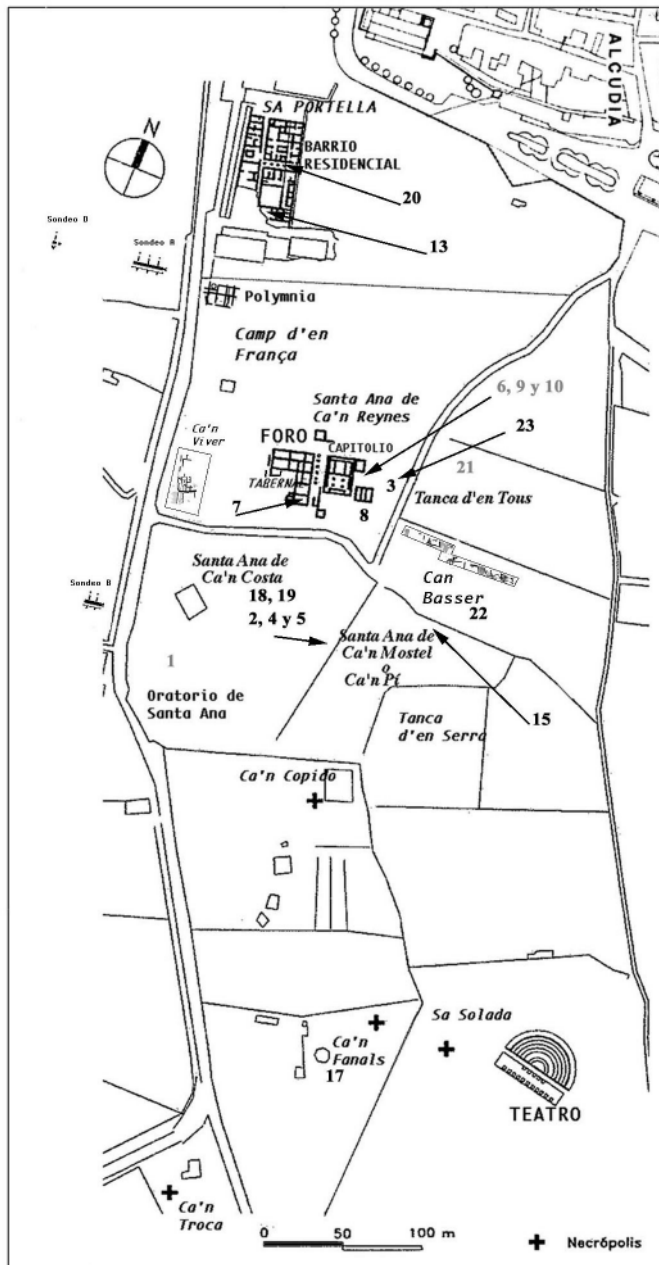 ALCUDIA
SA PORTELLA
N
BARRIO
RESIDENCIAL
20
Sondeo D
Sondeo A
13
Polymnia
Camp d'en
França
6, 9 y 10
Santa Ana de
Ca'n Reynes
23
Ca'n
Viver
FORO
CAPITOLIO
TABERNAE
3
21
7
8
Tanca d'en Tous
Santa Ana de
Ca'n Costa
Can
Basser
Sondeo B
18, 19
22
2, 4 y 5
Santa Ana de
Ca'n Mostel
o
Ca'n Pí
1
15
Oratorio de
Santa Ana
Tanca
d'en Serra
Ca'n Copido
Sa Solada
Ca'n
Fanals
17
TEATRO
Ca'n
Troca
0 50 100 m
Necrópolis